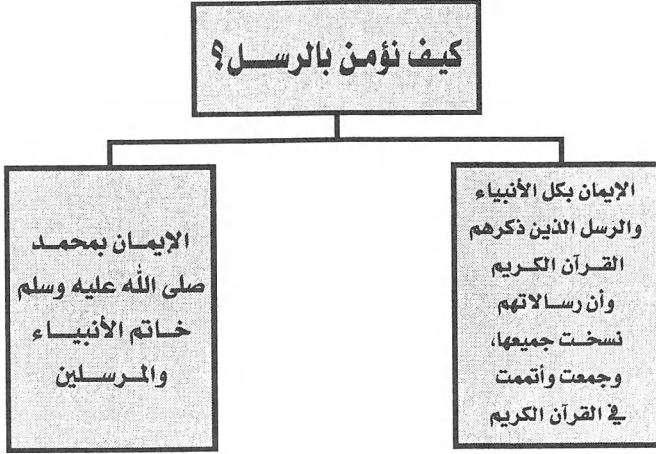 كيف نؤمن بالرسل؟
الإيمان بكل الأنبياء
والرسل الذين ذكرهم
القرآن الكريم
وأن رسالاتهم
نسخت جميعها،
وجمعت وأتممت
في القرآن الكريم
الإيمان بمحمد
صلى الله عليه وسلم
خاتم الأنبياء
والمرسلين